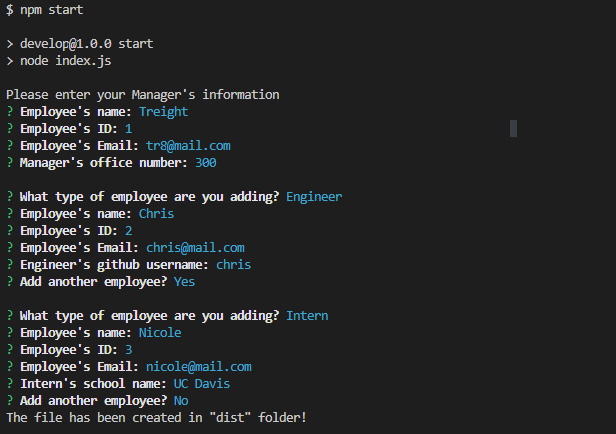 $ npm start
> develop@1.0.0 start
> node index.js
Please enter your Manager's information
? Employee's name: Treight
? Employee's ID: 1
? Employee's Email: tr8@mail.com
? Manager's office number: 300
? What type of employee are you adding? Engineer
? Employee's name: Chris
? Employee's ID: 2
? Employee's Email: chris@mail.com
? Engineer's github username: chris
? Add another employee? Yes
? What type of employee are you adding? Intern
? Employee's name: Nicole
? Employee's ID: 3
? Employee's Email: nicole@mail.com
? Intern's school name: UC Davis
? Add another employee? No
The file has been created in "dist" folder!